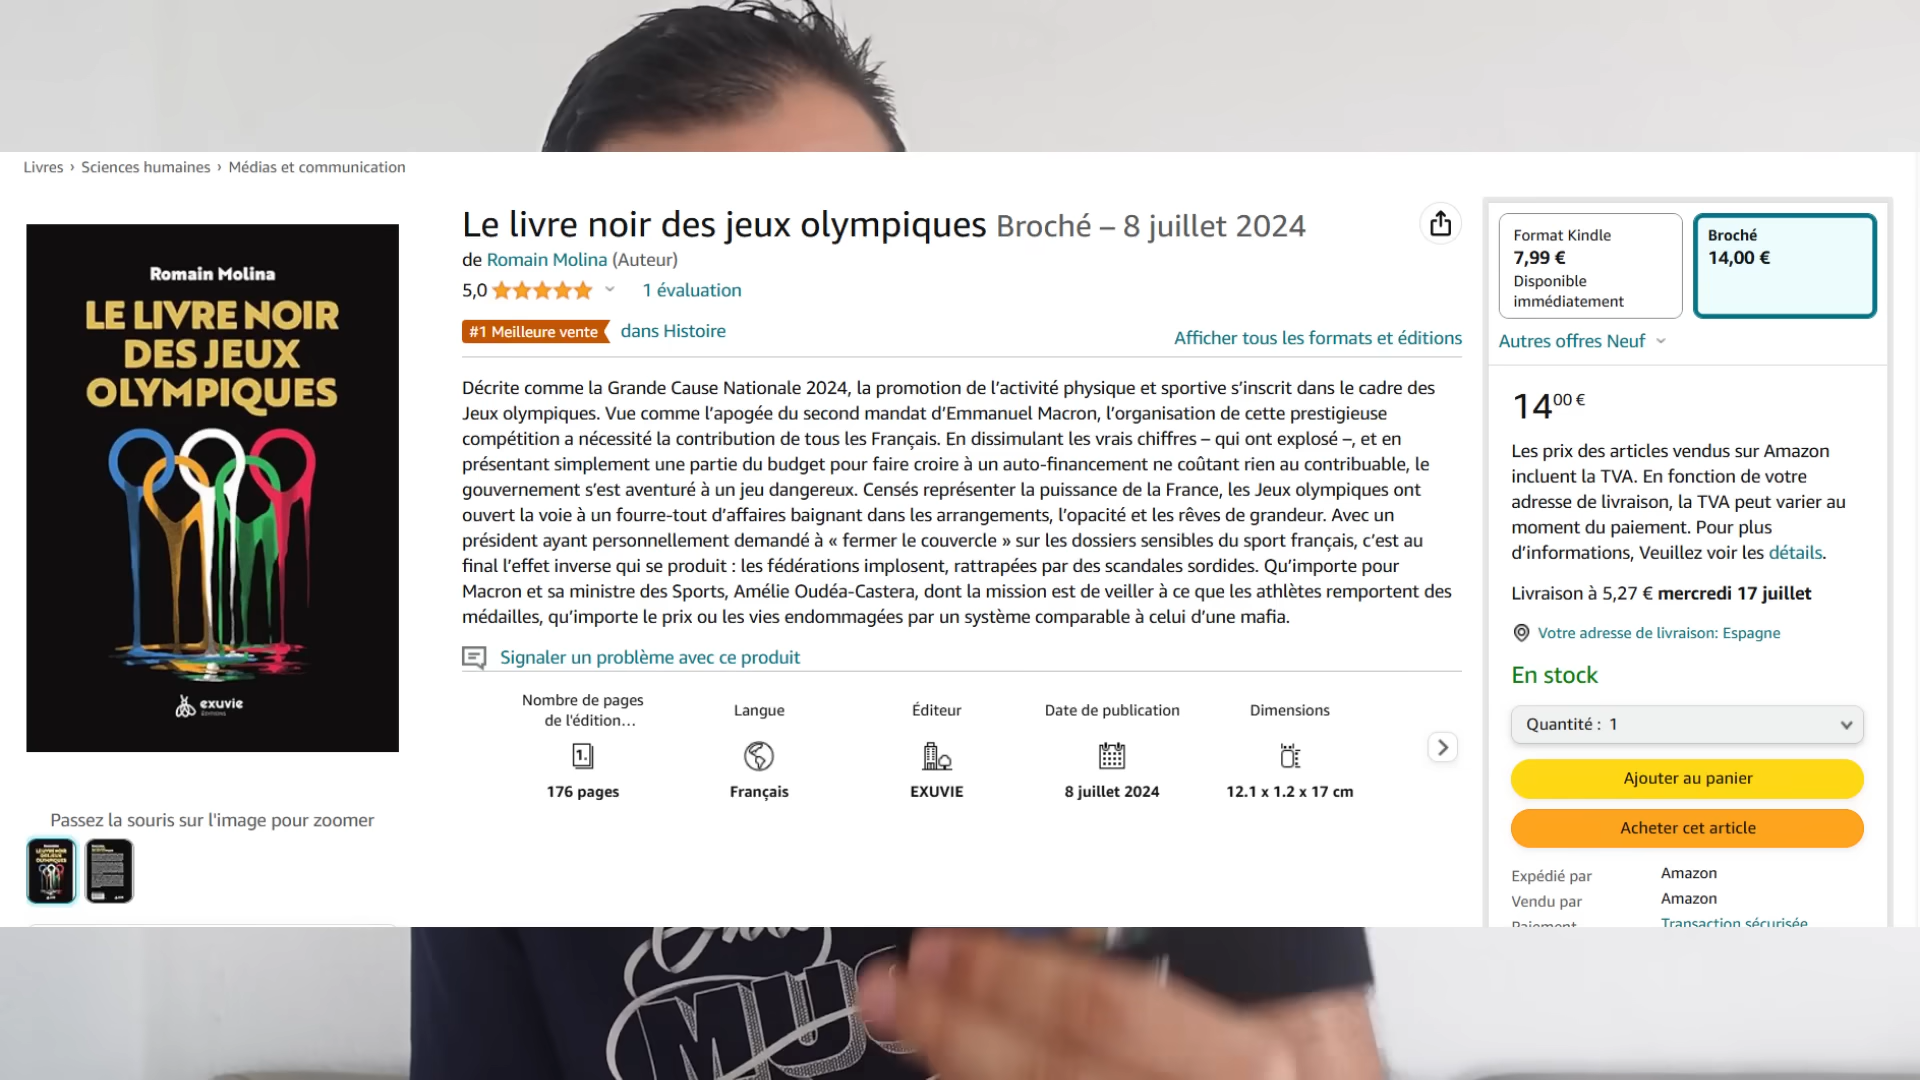 Livres › Sciences humaines › Médias et communication
Romain Molina
LE LIVRE NOIR
DES JEUX
OLYMPIQUES
exuvie
ÉDITIONS
Passez la souris sur l'image pour zoomer
Le livre noir des jeux olympiques Broché – 8 juillet 2024
de Romain Molina (Auteur)
5,0 1 évaluation
#1 Meilleure vente dans Histoire
Afficher tous les formats et éditions
Décrite comme la Grande Cause Nationale 2024, la promotion de l’activité physique et sportive s’inscrit dans le cadre des
Jeux olympiques. Vue comme l’apogée du second mandat d’Emmanuel Macron, l’organisation de cette prestigieuse
compétition a nécessité la contribution de tous les Français. En dissimulant les vrais chiffres – qui ont explosé –, et en
présentant simplement une partie du budget pour faire croire à un auto-financement ne coûtant rien au contribuable, le
gouvernement s’est aventuré à un jeu dangereux. Censés représenter la puissance de la France, les Jeux olympiques ont
ouvert la voie à un fourre-tout d’affaires baignant dans les arrangements, l’opacité et les rêves de grandeur. Avec un
président ayant personnellement demandé à « fermer le couvercle » sur les dossiers sensibles du sport français, c’est au
final l’effet inverse qui se produit : les fédérations implosent, rattrapées par des scandales sordides. Qu’importe pour
Macron et sa ministre des Sports, Amélie Oudéa-Castera, dont la mission est de veiller à ce que les athlètes remportent des
médailles, qu’importe le prix ou les vies endommagées par un système comparable à celui d’une mafia.
Signaler un problème avec ce produit
Nombre de pages
de l'édition…
1.
176 pages
Langue
Français
Éditeur
EXUVIE
Date de publication
8 juillet 2024
Dimensions
12.1 x 1.2 x 17 cm
Format Kindle
7,99 €
Disponible
immédiatement
Broché
14,00 €
Autres offres Neuf
14,00 €
Les prix des articles vendus sur Amazon
incluent la TVA. En fonction de votre
adresse de livraison, la TVA peut varier au
moment du paiement. Pour plus
d’informations, Veuillez voir les détails.
Livraison à 5,27 € mercredi 17 juillet
Votre adresse de livraison: Espagne
En stock
Quantité : 1
Ajouter au panier
Acheter cet article
Expédié par Amazon
Vendu par Amazon
Paiement Transaction sécurisée